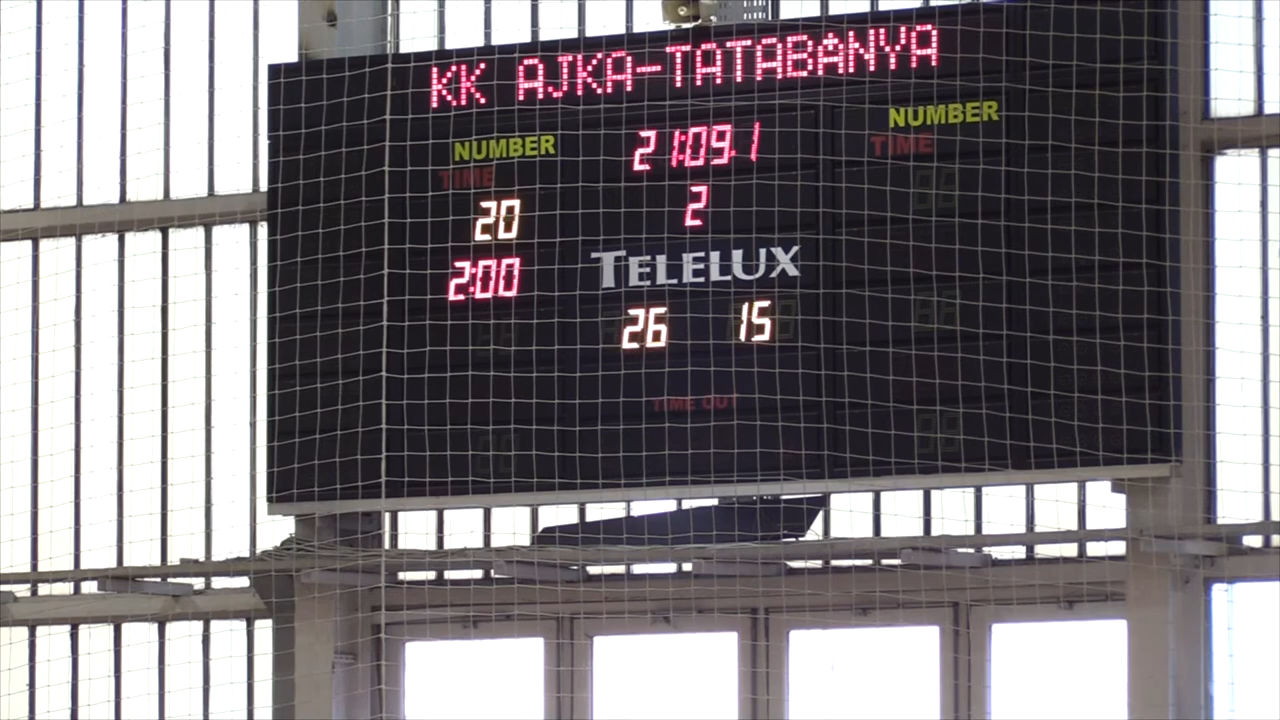 KK AJKA-TATABANYA
NUMBER
TIME
20
2:00
21:09.1
2
TELELUX
26 15
TIME OUT
NUMBER
TIME